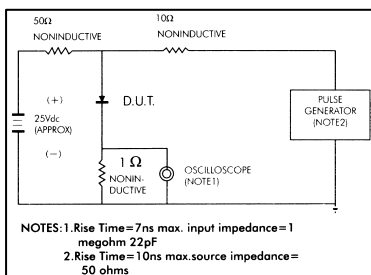 50Ω
NONINDUCTIVE
10Ω
NONINDUCTIVE
(+)
25Vdc
(APPROX)
(−)
D.U.T.
PULSE
GENERATOR
(NOTE2)
1 Ω
NONIN-
DUCTIVE
OSCILLOSCOPE
(NOTE1)
NOTES:1.Rise Time=7ns max. input impedance=1
megohm 22pF
2.Rise Time=10ns max.source impedance=
50 ohms